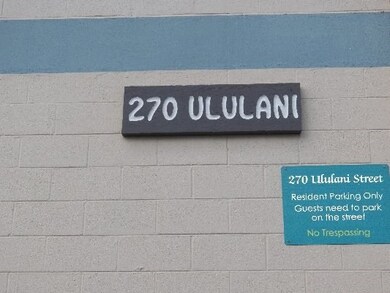 270 ULULANI
270 Ululani Street
Resident Parking Only
Guests need to park
on the street
No Trespassing